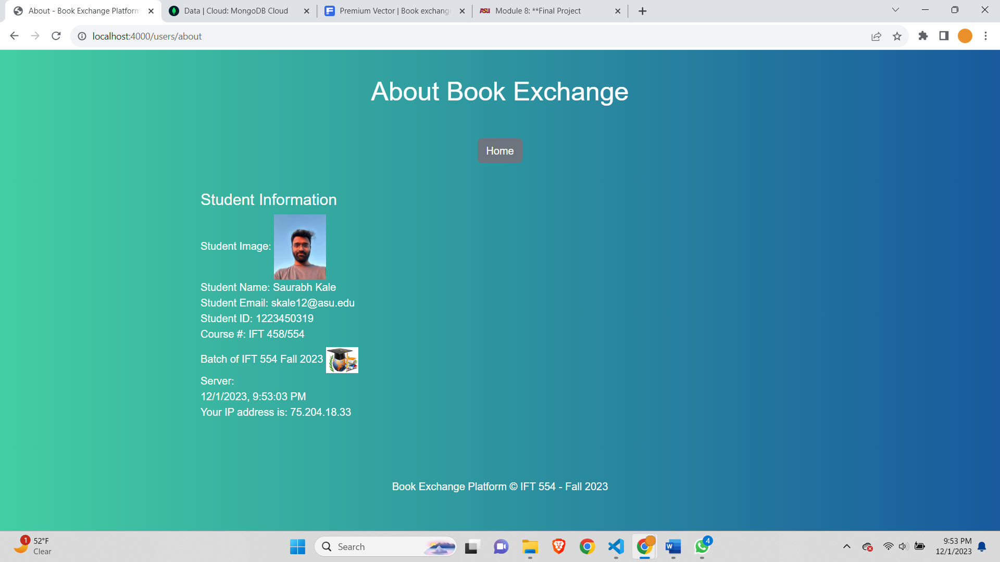 About - Book Exchange Platform
Data | Cloud: MongoDB Cloud
Premium Vector | Book exchang
ASU Module 8: **Final Project
localhost:4000/users/about
About Book Exchange
Home
Student Information
Student Image:
Student Name: Saurabh Kale
Student Email: skale12@asu.edu
Student ID: 1223450319
Course #: IFT 458/554
Batch of IFT 554 Fall 2023
Server:
12/1/2023, 9:53:03 PM
Your IP address is: 75.204.18.33
Book Exchange Platform © IFT 554 - Fall 2023
1
52°F
Clear
Search
W
4
9:53 PM
12/1/2023